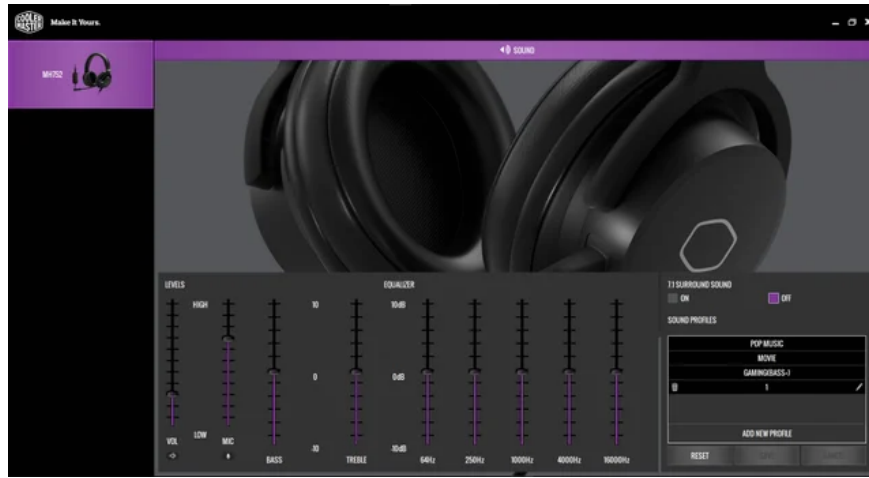 COOLER MASTER
Make It Yours.
MH752
SOUND
LEVELS
HIGH
LOW
VOL
MIC
10
0
-10
BASS
TREBLE
EQUALIZER
10dB
0dB
-10dB
64Hz
250Hz
1000Hz
4000Hz
16000Hz
7.1 SURROUND SOUND
ON
OFF
SOUND PROFILES
POP MUSIC
MOVIE
GAMING(BASS-)
1
ADD NEW PROFILE
RESET